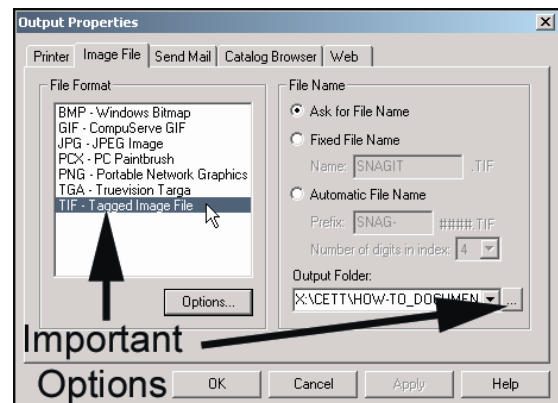 Output Properties
Printer
Image File
Send Mail
Catalog Browser
Web
File Format
BMP - Windows Bitmap
GIF - CompuServe GIF
JPG - JPEG Image
PCX - PC Paintbrush
PNG - Portable Network Graphics
TGA - Truevision Targa
TIF - Tagged Image File
Options...
File Name
Ask for File Name
Fixed File Name
Name: SNAGIT .TIF
Automatic File Name
Prefix: SNAG- ####.TIF
Number of digits in index: 4
Output Folder:
X:\CETT\HOW-TO_DOCUMEN ...
Important
Options
OK
Cancel
Apply
Help